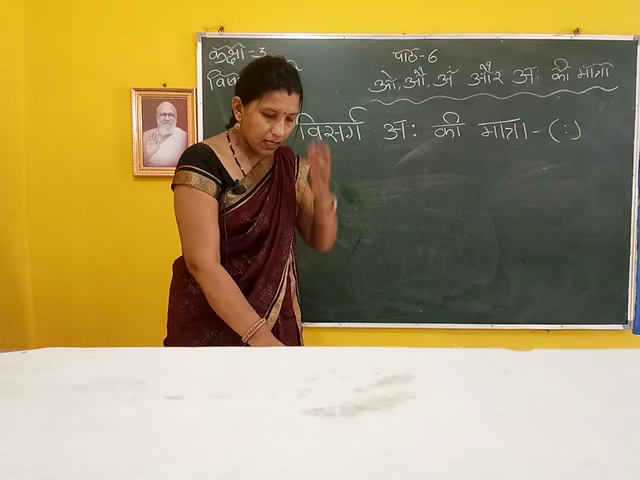 कक्षा - 3
पाठ-6
ओ, औ, अं और अः की मात्रा
विसर्ग अः की मात्रा-(ः)